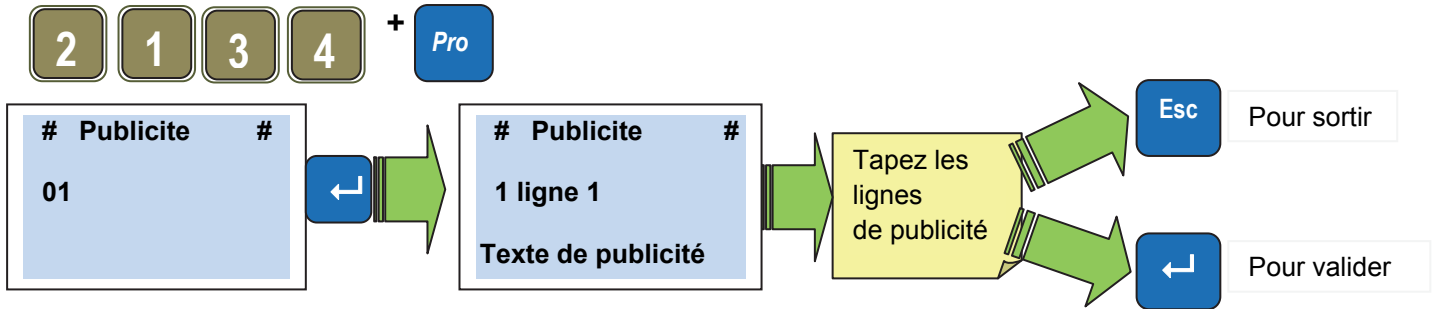 2 1 3 4 + Pro
# Publicite #
01
# Publicite #
1 ligne 1
Texte de publicité
Tapez les
lignes
de publicité
Esc
Pour sortir
Pour valider